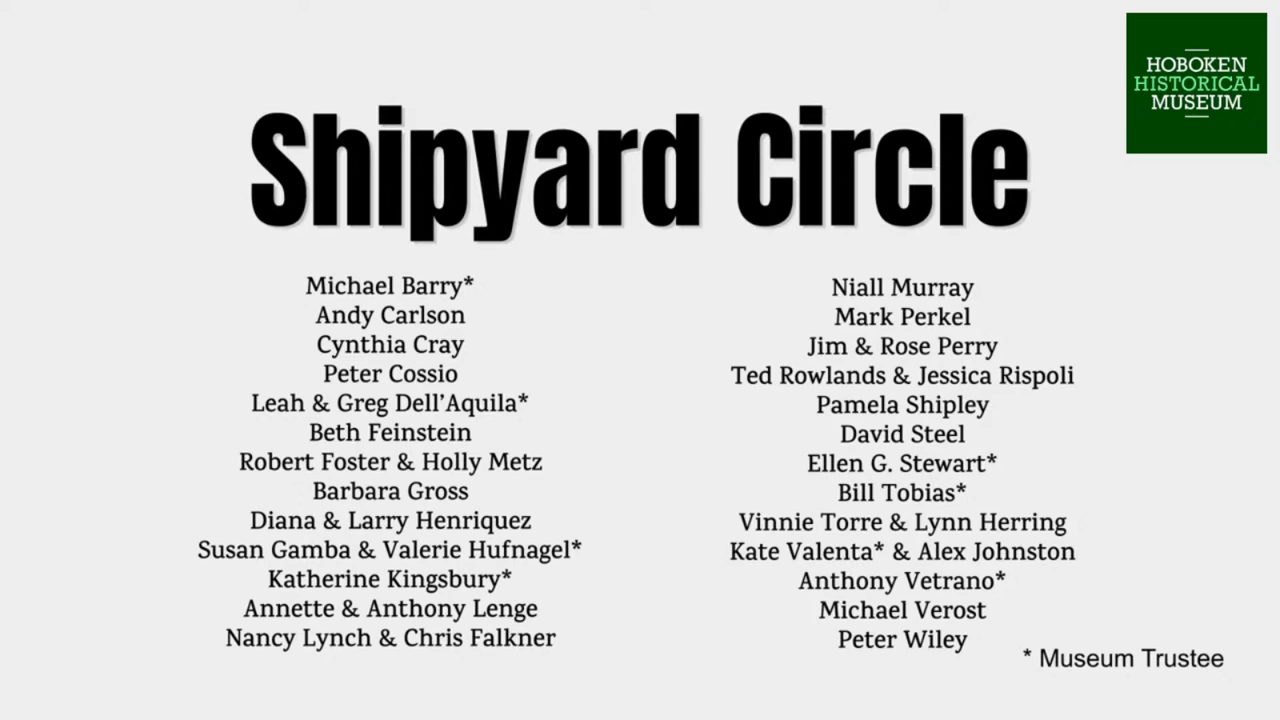 HOBOKEN
HISTORICAL
MUSEUM
Shipyard Circle
Michael Barry*
Andy Carlson
Cynthia Cray
Peter Cossio
Leah & Greg Dell’Aquila*
Beth Feinstein
Robert Foster & Holly Metz
Barbara Gross
Diana & Larry Henriquez
Susan Gamba & Valerie Hufnagel*
Katherine Kingsbury*
Annette & Anthony Lenge
Nancy Lynch & Chris Falkner
Niall Murray
Mark Perkel
Jim & Rose Perry
Ted Rowlands & Jessica Rispoli
Pamela Shipley
David Steel
Ellen G. Stewart*
Bill Tobias*
Vinnie Torre & Lynn Herring
Kate Valenta* & Alex Johnston
Anthony Vetrano*
Michael Verost
Peter Wiley
* Museum Trustee